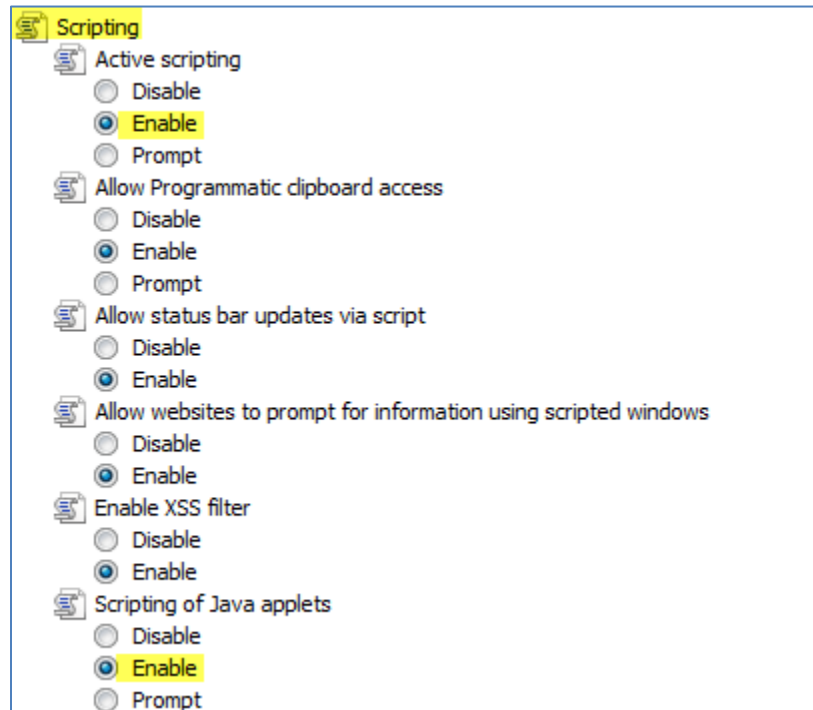 Scripting
Active scripting
Disable
Enable
Prompt
Allow Programmatic clipboard access
Disable
Enable
Prompt
Allow status bar updates via script
Disable
Enable
Allow websites to prompt for information using scripted windows
Disable
Enable
Enable XSS filter
Disable
Enable
Scripting of Java applets
Disable
Enable
Prompt